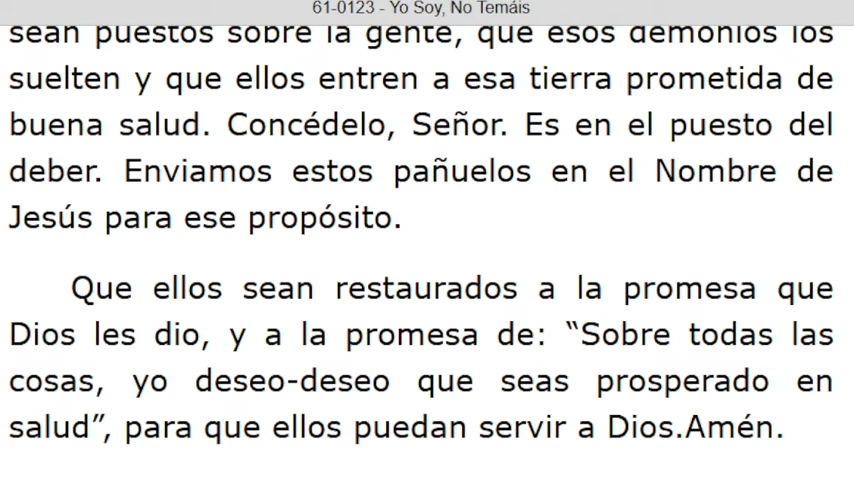 61-0123 - Yo Soy, No Temáis
sean puestos sobre la gente, que esos demonios los
suelten y que ellos entren a esa tierra prometida de
buena salud. Concédelo, Señor. Es en el puesto del
deber. Enviamos estos pañuelos en el Nombre de
Jesús para ese propósito.
Que ellos sean restaurados a la promesa que
Dios les dio, y a la promesa de: “Sobre todas las
cosas, yo deseo-deseo que seas prosperado en
salud”, para que ellos puedan servir a Dios.Amén.